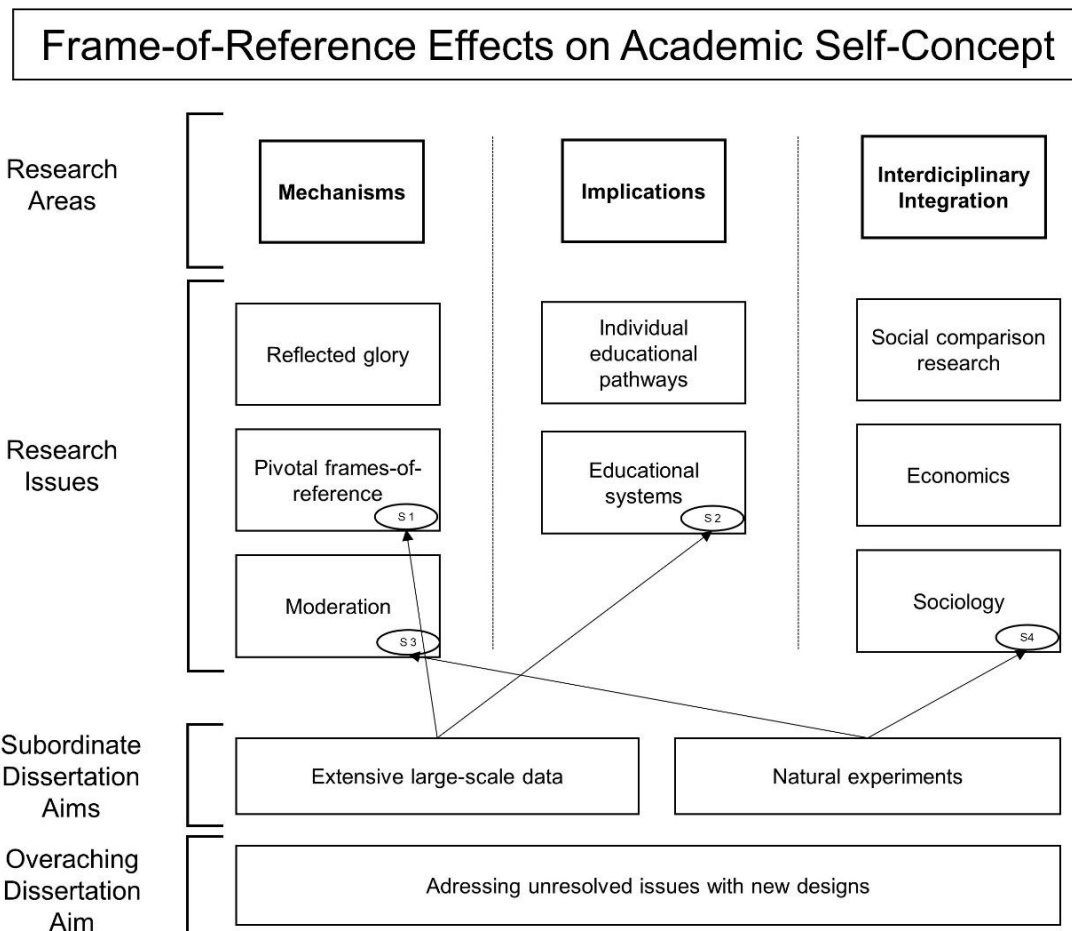 Frame-of-Reference Effects on Academic Self-Concept
Research
Areas
Mechanisms
Implications
Interdiciplinary
Integration
Research
Issues
Reflected glory
Individual
educational
pathways
Social comparison
research
Pivotal frames-of-
reference
S 1
Educational
systems
S 2
Economics
Moderation
S 3
Sociology
S4
Subordinate
Dissertation
Aims
Extensive large-scale data
Natural experiments
Overaching
Dissertation
Aim
Adressing unresolved issues with new designs